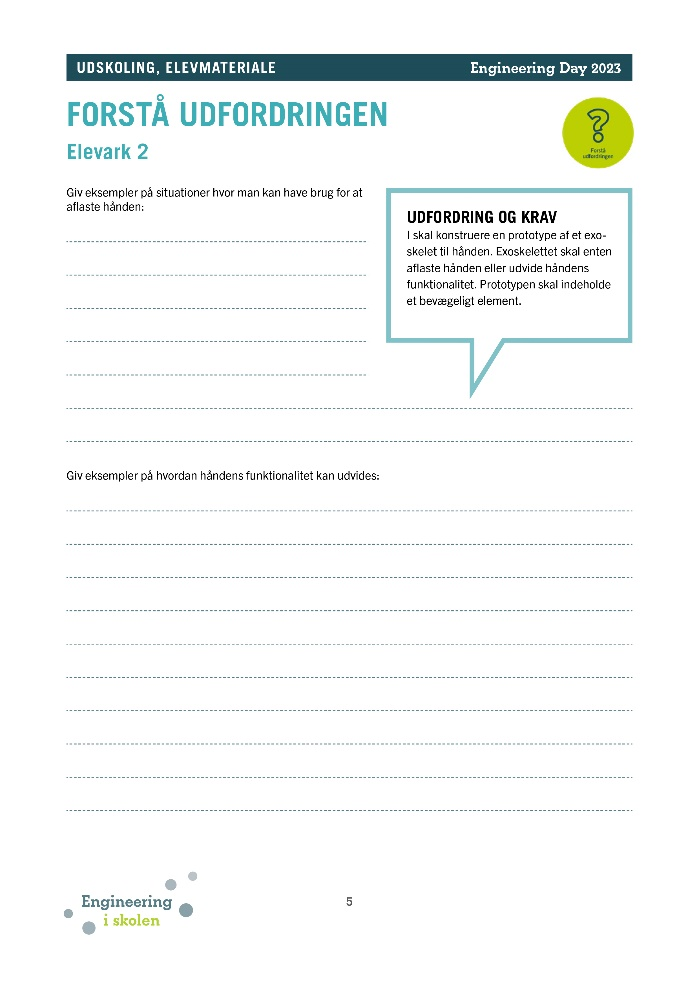 UDSKOLING, ELEVMATERIALE
Engineering Day 2023
FORSTÅ UDFORDRINGEN
Elevark 2
Forstå
udfordringen
Giv eksempler på situationer hvor man kan have brug for at
aflaste hånden:
UDFORDRING OG KRAV
I skal konstruere en prototype af et exo-
skelet til hånden. Exoskelettet skal enten
aflaste hånden eller udvide håndens
funktionalitet. Prototypen skal indeholde
et bevægeligt element.
Giv eksempler på hvordan håndens funktionalitet kan udvides:
Engineering
i skolen
5